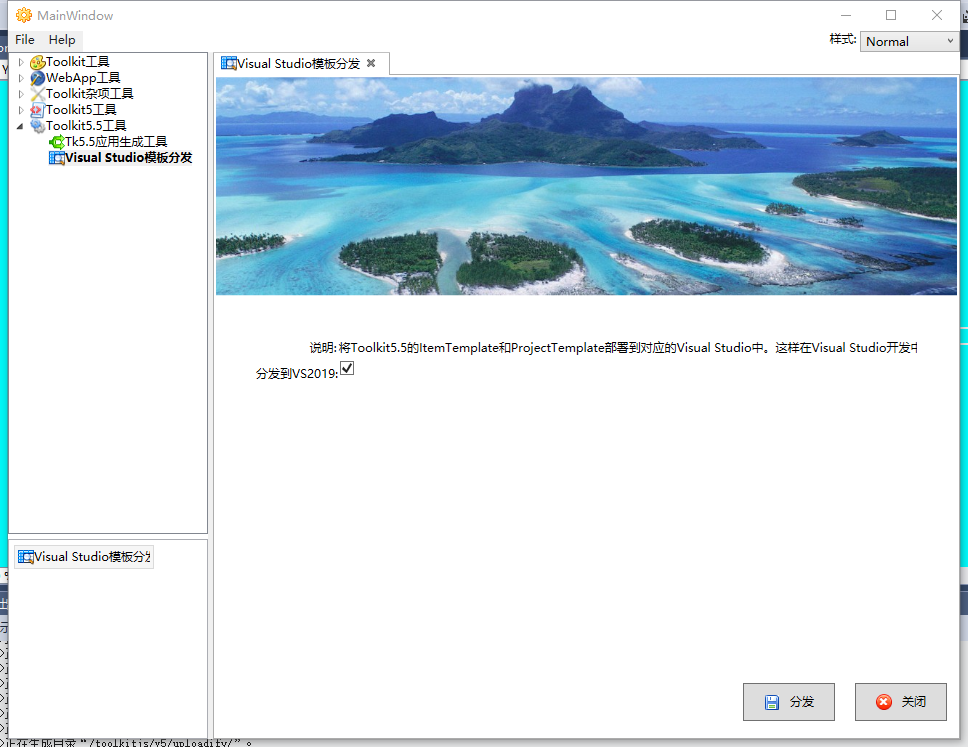 MainWindow
File Help
样式: Normal
Toolkit工具
WebApp工具
Toolkit杂项工具
Toolkit5工具
Toolkit5.5工具
Tk5.5应用生成工具
Visual Studio模板分发
Visual Studio模板分发
Visual Studio模板分发
说明: 将Toolkit5.5的ItemTemplate和ProjectTemplate部署到对应的Visual Studio中。这样在Visual Studio开发中
分发到VS2019:
分发 关闭
正在生成目录“/toolkitjs/v5/uploadify/”。